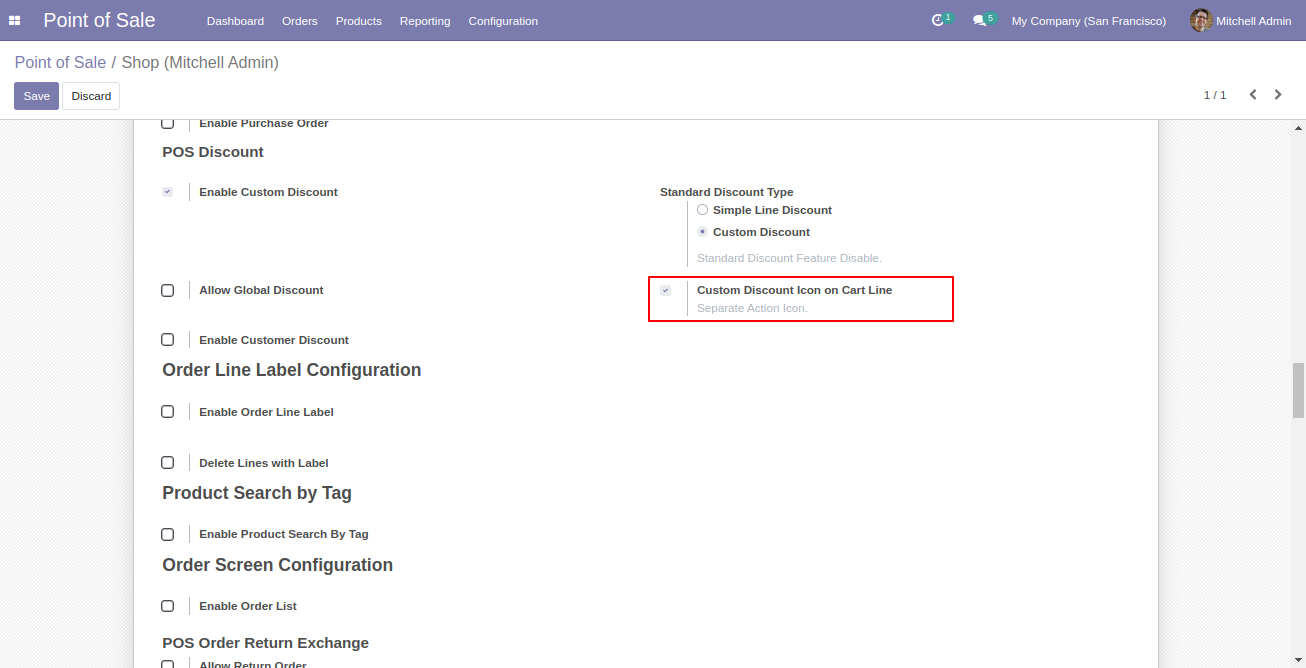 Point of Sale Dashboard Orders Products Reporting Configuration 1 5 My Company (San Francisco) Mitchell Admin
Point of Sale / Shop (Mitchell Admin)
Save Discard 1 / 1
Enable Purchase Order
POS Discount
Enable Custom Discount
Standard Discount Type
Simple Line Discount
Custom Discount
Standard Discount Feature Disable.
Allow Global Discount
Custom Discount Icon on Cart Line
Separate Action Icon.
Enable Customer Discount
Order Line Label Configuration
Enable Order Line Label
Delete Lines with Label
Product Search by Tag
Enable Product Search By Tag
Order Screen Configuration
Enable Order List
POS Order Return Exchange
Allow Return Order